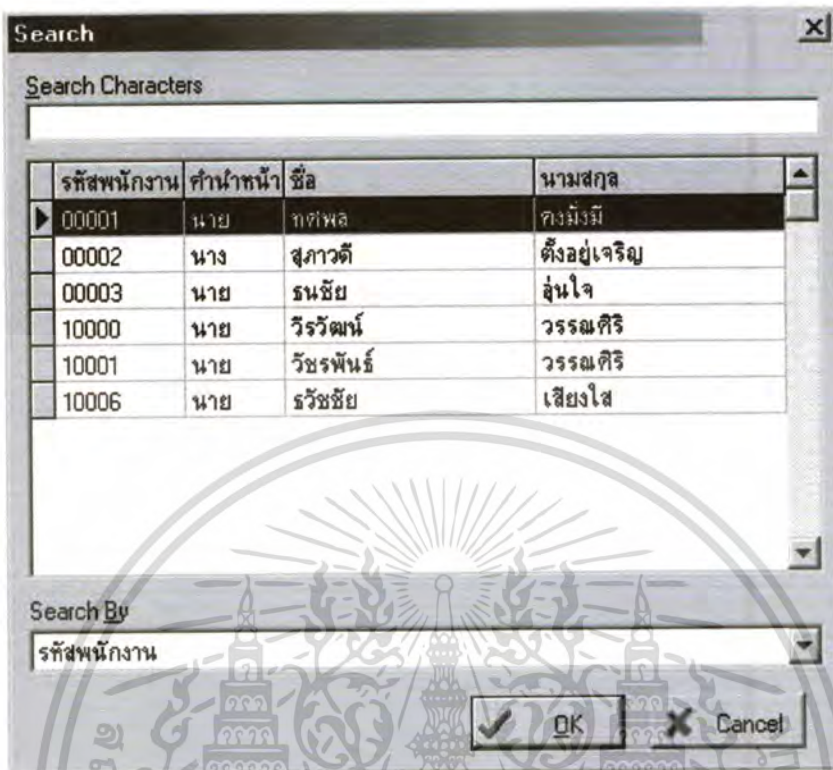 Search
Search Characters
รหัสพนักงาน คำนำหน้า ชื่อ นามสกุล
00001 นาย ทศพล คงมั่งมี
00002 นาง สุภาวดี ตั้งอยู่เจริญ
00003 นาย ธนชัย อุ่นใจ
10000 นาย วีรวัฒน์ วรรณศิริ
10001 นาย วัชรพันธ์ วรรณศิริ
10006 นาย ธวัชชัย เสียงใส
Search By
รหัสพนักงาน
OK Cancel